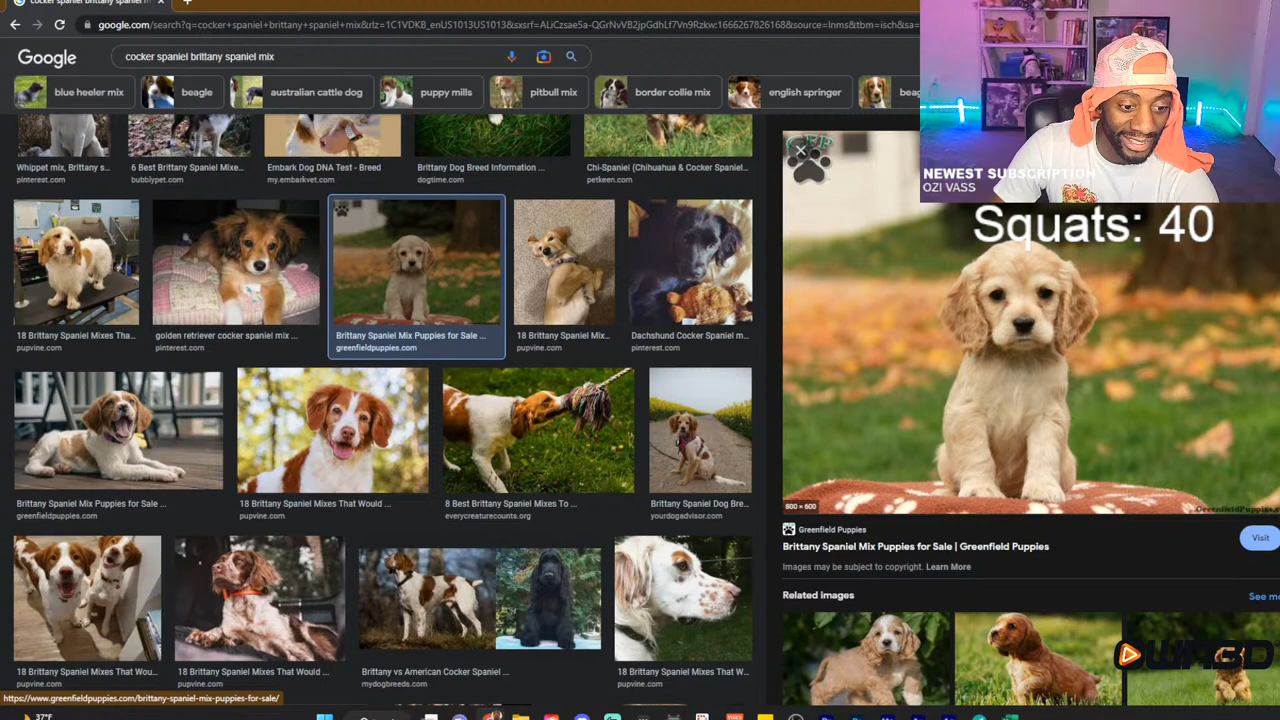 cocker spaniel brittany spaniel m
google.com/search?q=cocker+spaniel+brittany+spaniel+mix&rlz=1C1VDKB_enUS1013US1013&sxsrf=ALiCzsae5a-QGrNvVB2jpGdhLf7Vn9Rzkw:1666267826168&source=lnms&tbm=isch&sa=
Google
cocker spaniel brittany spaniel mix
blue heeler mix
beagle
australian cattle dog
puppy mills
pitbull mix
border collie mix
english springer
beag
NEWEST SUBSCRIPTION
OZI VASS
Squats: 40
Whippet mix, Brittany s...
pinterest.com
6 Best Brittany Spaniel Mixe...
bubblypet.com
Embark Dog DNA Test - Breed
my.embarkvet.com
Brittany Dog Breed Information ...
dogtime.com
Chi-Spaniel (Chihuahua & Cocker Spaniel
petkeen.com
18 Brittany Spaniel Mixes Tha...
pupvine.com
golden retriever cocker spaniel mix ...
pinterest.com
Brittany Spaniel Mix Puppies for Sale ...
greenfieldpuppies.com
18 Brittany Spaniel Mix...
pupvine.com
Dachshund Cocker Spaniel m...
pinterest.com
Brittany Spaniel Mix Puppies for Sale ...
greenfieldpuppies.com
18 Brittany Spaniel Mixes That Would ...
pupvine.com
8 Best Brittany Spaniel Mixes To ...
everycreaturecounts.org
Brittany Spaniel Dog Bre...
yourdogadvisor.com
18 Brittany Spaniel Mixes That Wou...
pupvine.com
18 Brittany Spaniel Mixes That Would ...
pupvine.com
Brittany vs American Cocker Spaniel ...
mydogbreeds.com
18 Brittany Spaniel Mixes That W...
pupvine.com
800 × 600
GreenfieldPuppies.c
Greenfield Puppies
Visit
Brittany Spaniel Mix Puppies for Sale | Greenfield Puppies
Images may be subject to copyright. Learn More
Related images
See mo
OWN3D
https://www.greenfieldpuppies.com/brittany-spaniel-mix-puppies-for-sale/
37°F